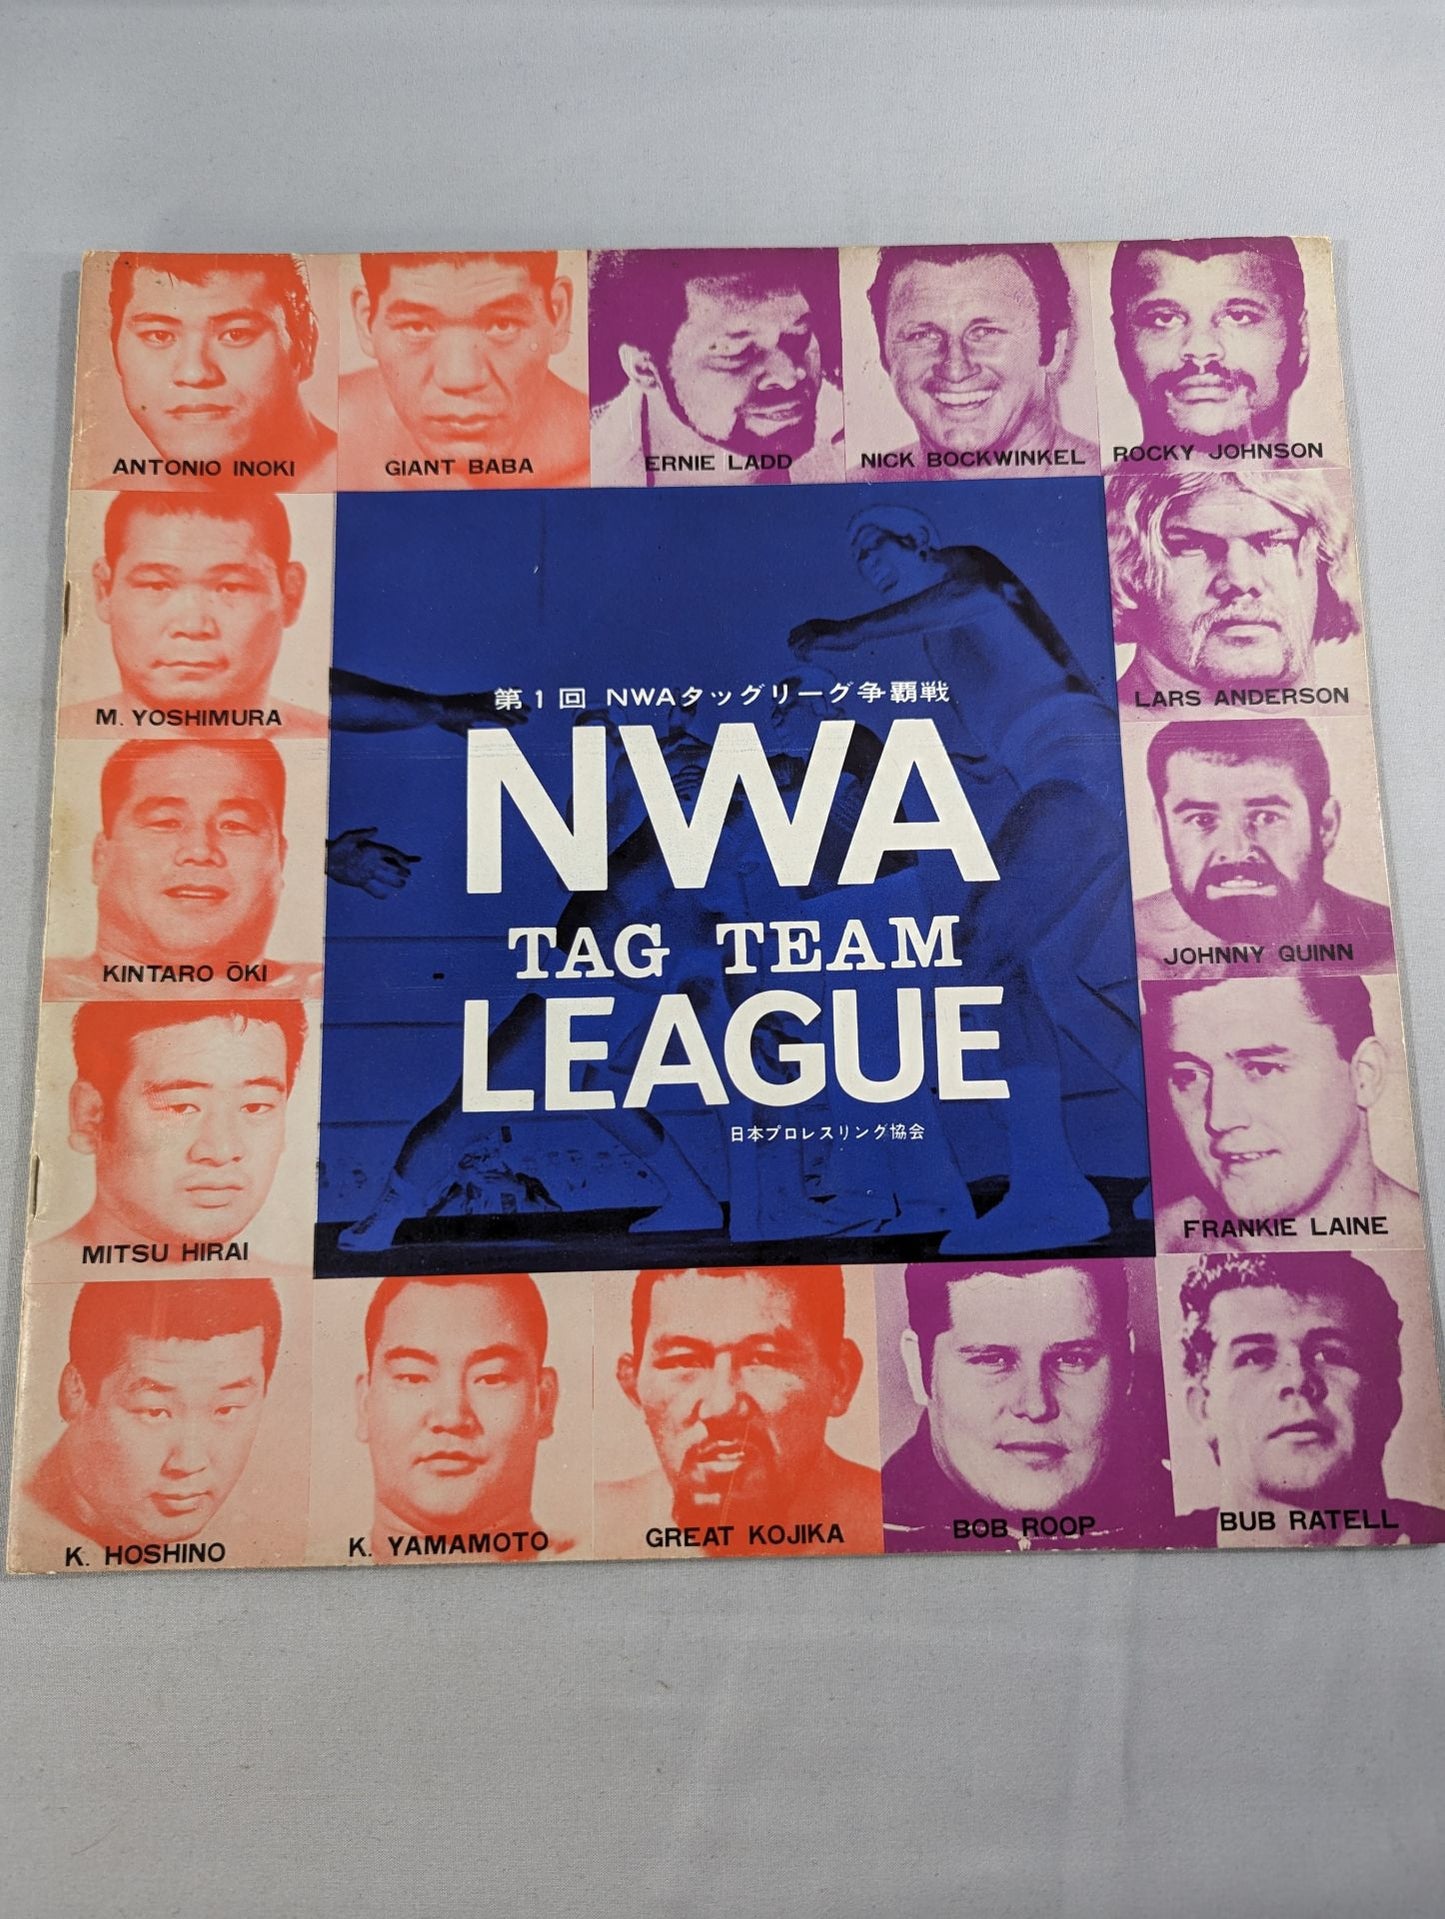 ANTONIO INOKI
GIANT BABA
ERNIE LADD
NICK BOCKWINKEL
ROCKY JOHNSON
M. YOSHIMURA
LARS ANDERSON
第1回 NWAタッグリーグ争覇戦
NWA
TAG TEAM
LEAGUE
日本プロレスリング協会
KINTARO ŌKI
JOHNNY QUINN
MITSU HIRAI
FRANKIE LAINE
K. HOSHINO
K. YAMAMOTO
GREAT KOJIKA
BOB ROOP
BUB RATELL